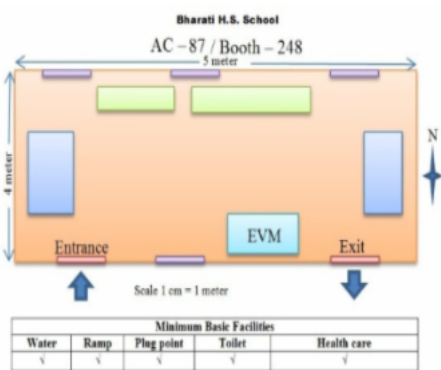 Bharati H.S. School
AC – 87 / Booth – 248
5 meter
4 meter
N
EVM
Entrance
Exit
Scale 1 cm = 1 meter
Minimum Basic Facilities
Water Ramp Plug point Toilet Health care
√ √ √ √ √